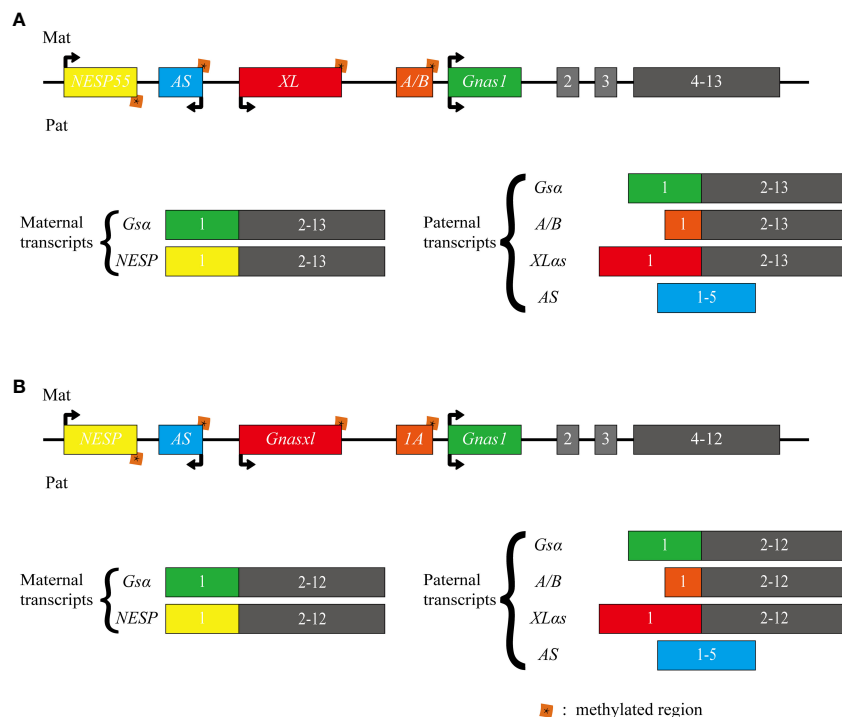 A
Mat
NESP55 AS XL A/B Gnas1 2 3 4-13
Pat
Maternal transcripts
Gsα 1 2-13
NESP 1 2-13
Paternal transcripts
Gsα 1 2-13
A/B 1 2-13
XLαs 1 2-13
AS 1-5
B
Mat
NESP AS Gnasxl 1A Gnas1 2 3 4-12
Pat
Maternal transcripts
Gsα 1 2-12
NESP 1 2-12
Paternal transcripts
Gsα 1 2-12
A/B 1 2-12
XLαs 1 2-12
AS 1-5
* : methylated region